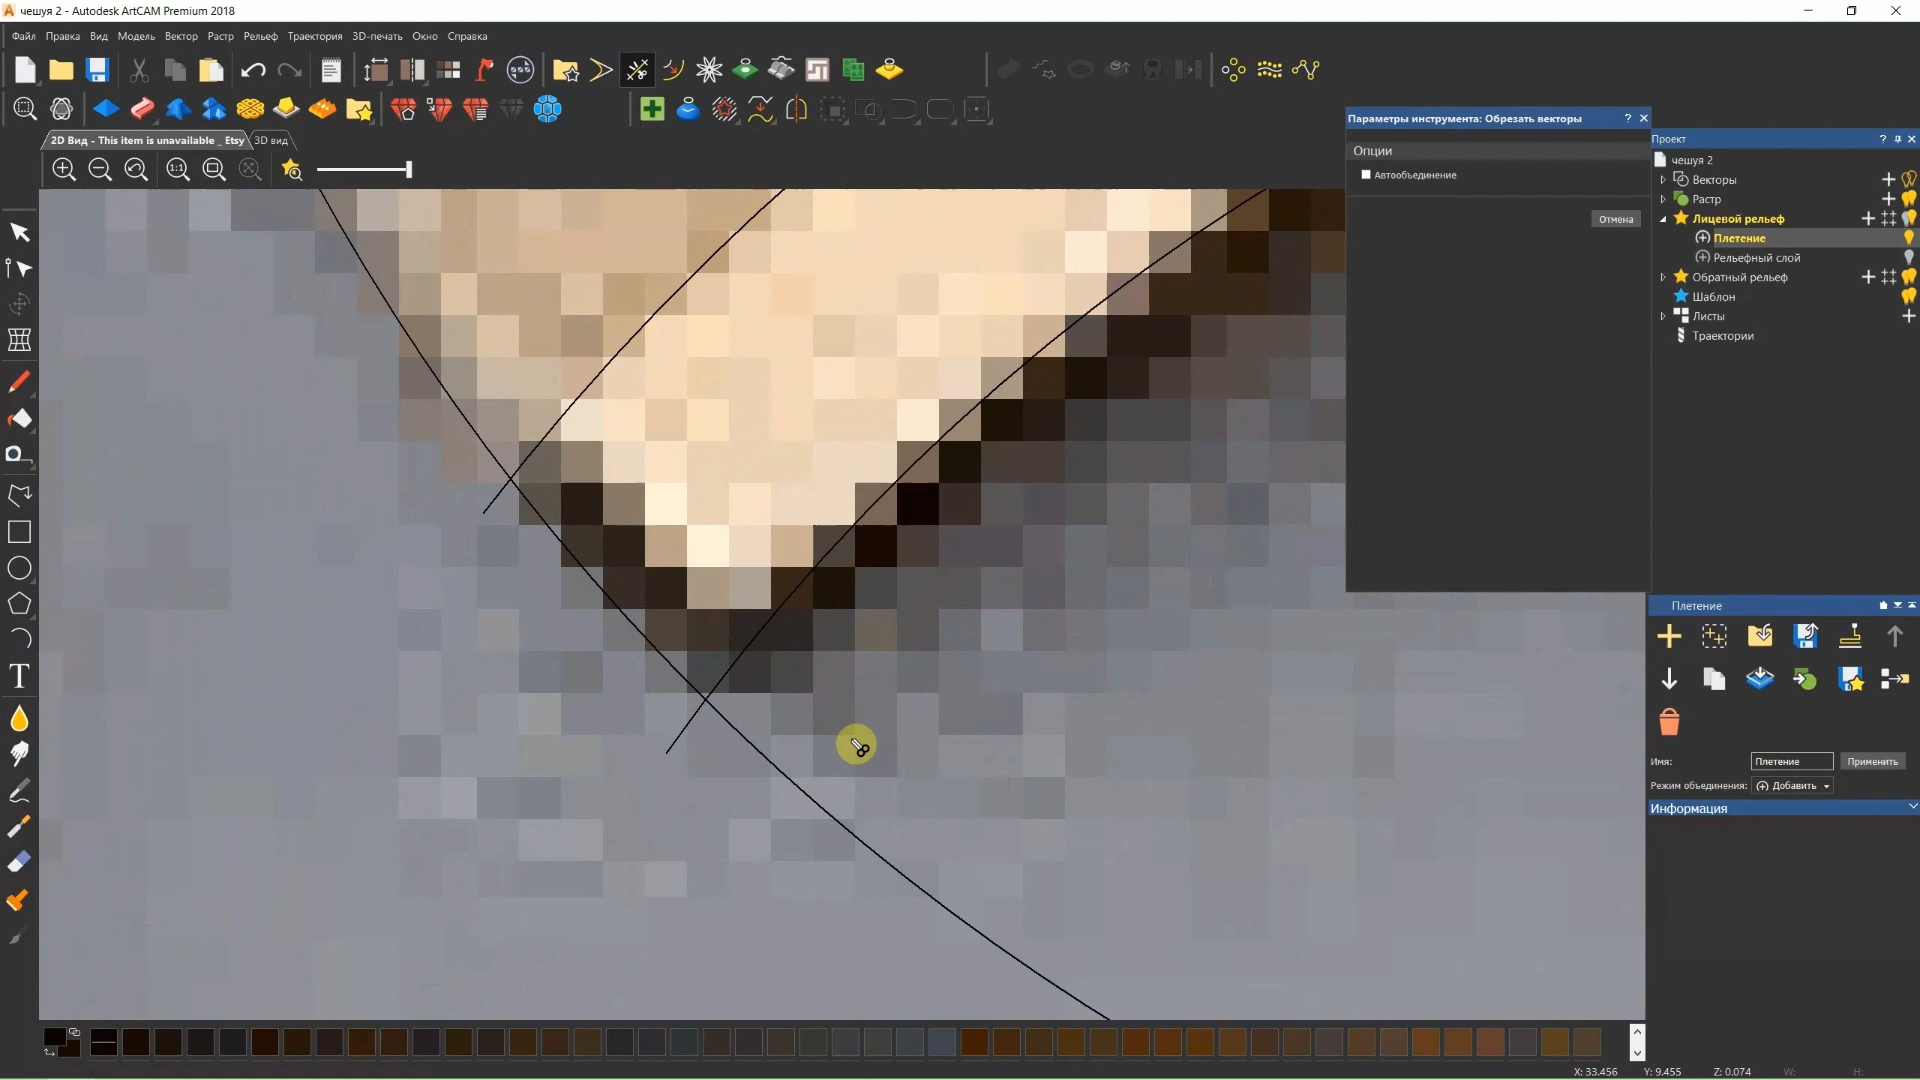 чешуя 2 - Autodesk ArtCAM Premium 2018
Файл Правка Вид Модель Вектор Растр Рельеф Траектория 3D-печать Окно Справка
2D Вид - This item is unavailable _ Etsy 3D вид
1:1
Параметры инструмента: Обрезать векторы ? ×
Опции
Автообъединение
Отмена
Проект
чешуя 2
Векторы
Растр
Лицевой рельеф
Плетение
Рельефный слой
Обратный рельеф
Шаблон
Листы
Траектории
Плетение
Имя: Плетение Применить
Режим объединения: Добавить
Информация
X: 33.456 Y: 9.455 Z: 0.074 W: H: